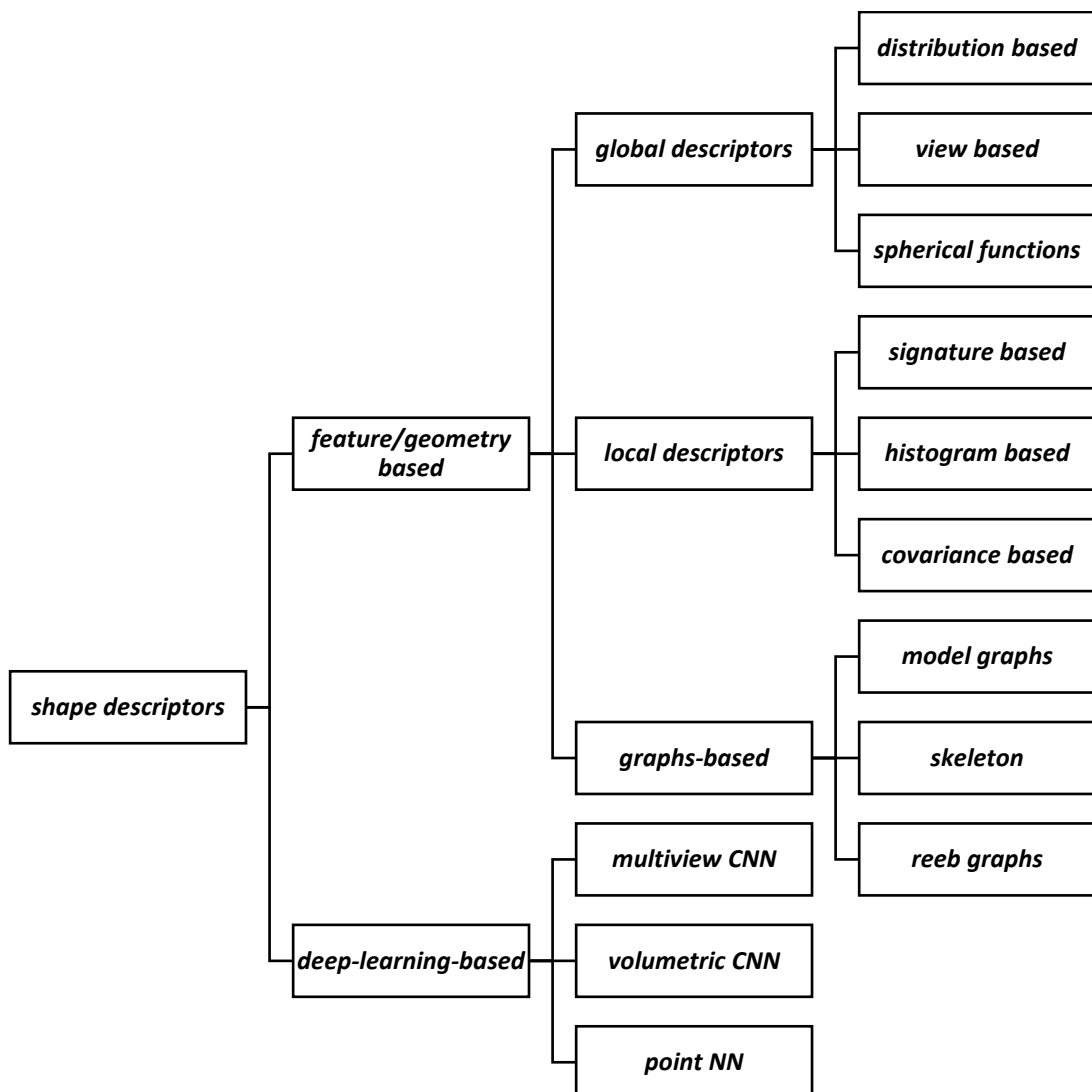 distribution based
global descriptors
view based
spherical functions
signature based
feature/geometry
based
local descriptors
histogram based
covariance based
model graphs
shape descriptors
graphs-based
skeleton
multiview CNN
reeb graphs
deep-learning-based
volumetric CNN
point NN